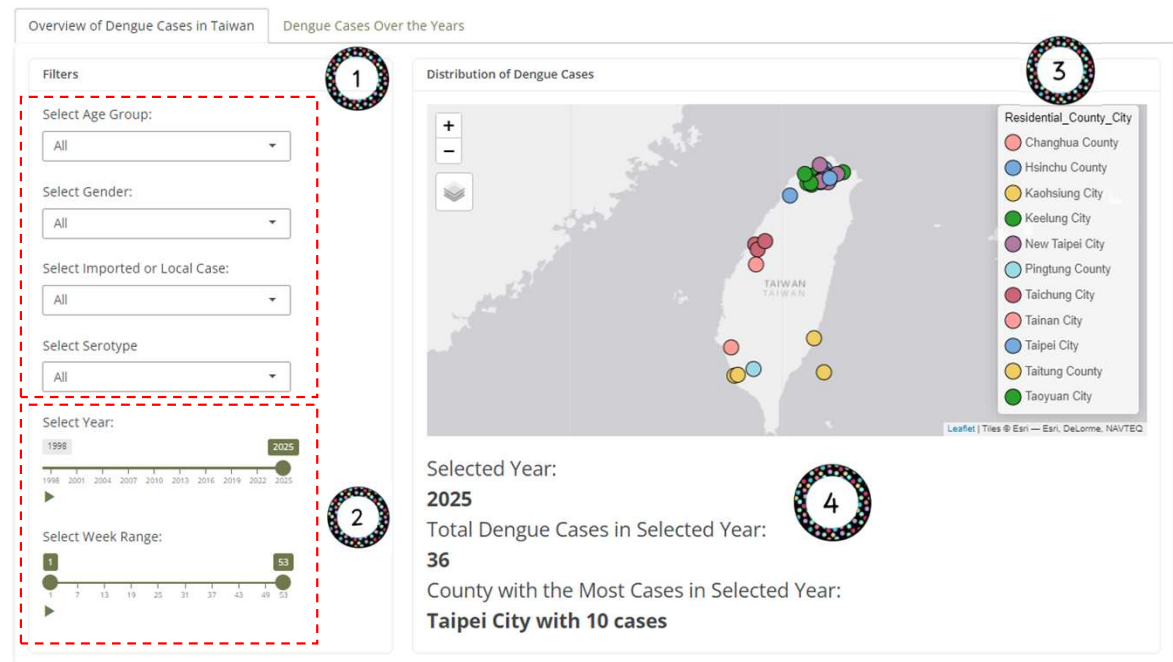 Overview of Dengue Cases in Taiwan
Dengue Cases Over the Years
Filters
1
Select Age Group:
All
Select Gender:
All
Select Imported or Local Case:
All
Select Serotype
All
Select Year:
1998
2025
1998 2001 2004 2007 2010 2013 2016 2019 2022 2025
2
Select Week Range:
1
53
1 7 13 19 25 31 37 43 49 53
Distribution of Dengue Cases
3
+
−
TAIWAN
TAIWAN
Residential_County_City
Changhua County
Hsinchu County
Kaohsiung City
Keelung City
New Taipei City
Pingtung County
Taichung City
Tainan City
Taipei City
Taitung County
Taoyuan City
Leaflet | Tiles © Esri — Esri, DeLorme, NAVTEQ
Selected Year:
2025
4
Total Dengue Cases in Selected Year:
36
County with the Most Cases in Selected Year:
Taipei City with 10 cases